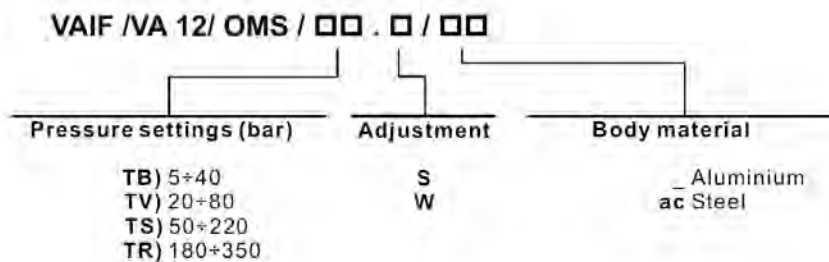 VAIF /VA 12/ OMS / □□ . □ / □□
Pressure settings (bar) Adjustment Body material
TB) 5÷40 S _ Aluminium
TV) 20÷80 W ac Steel
TS) 50÷220
TR) 180÷350